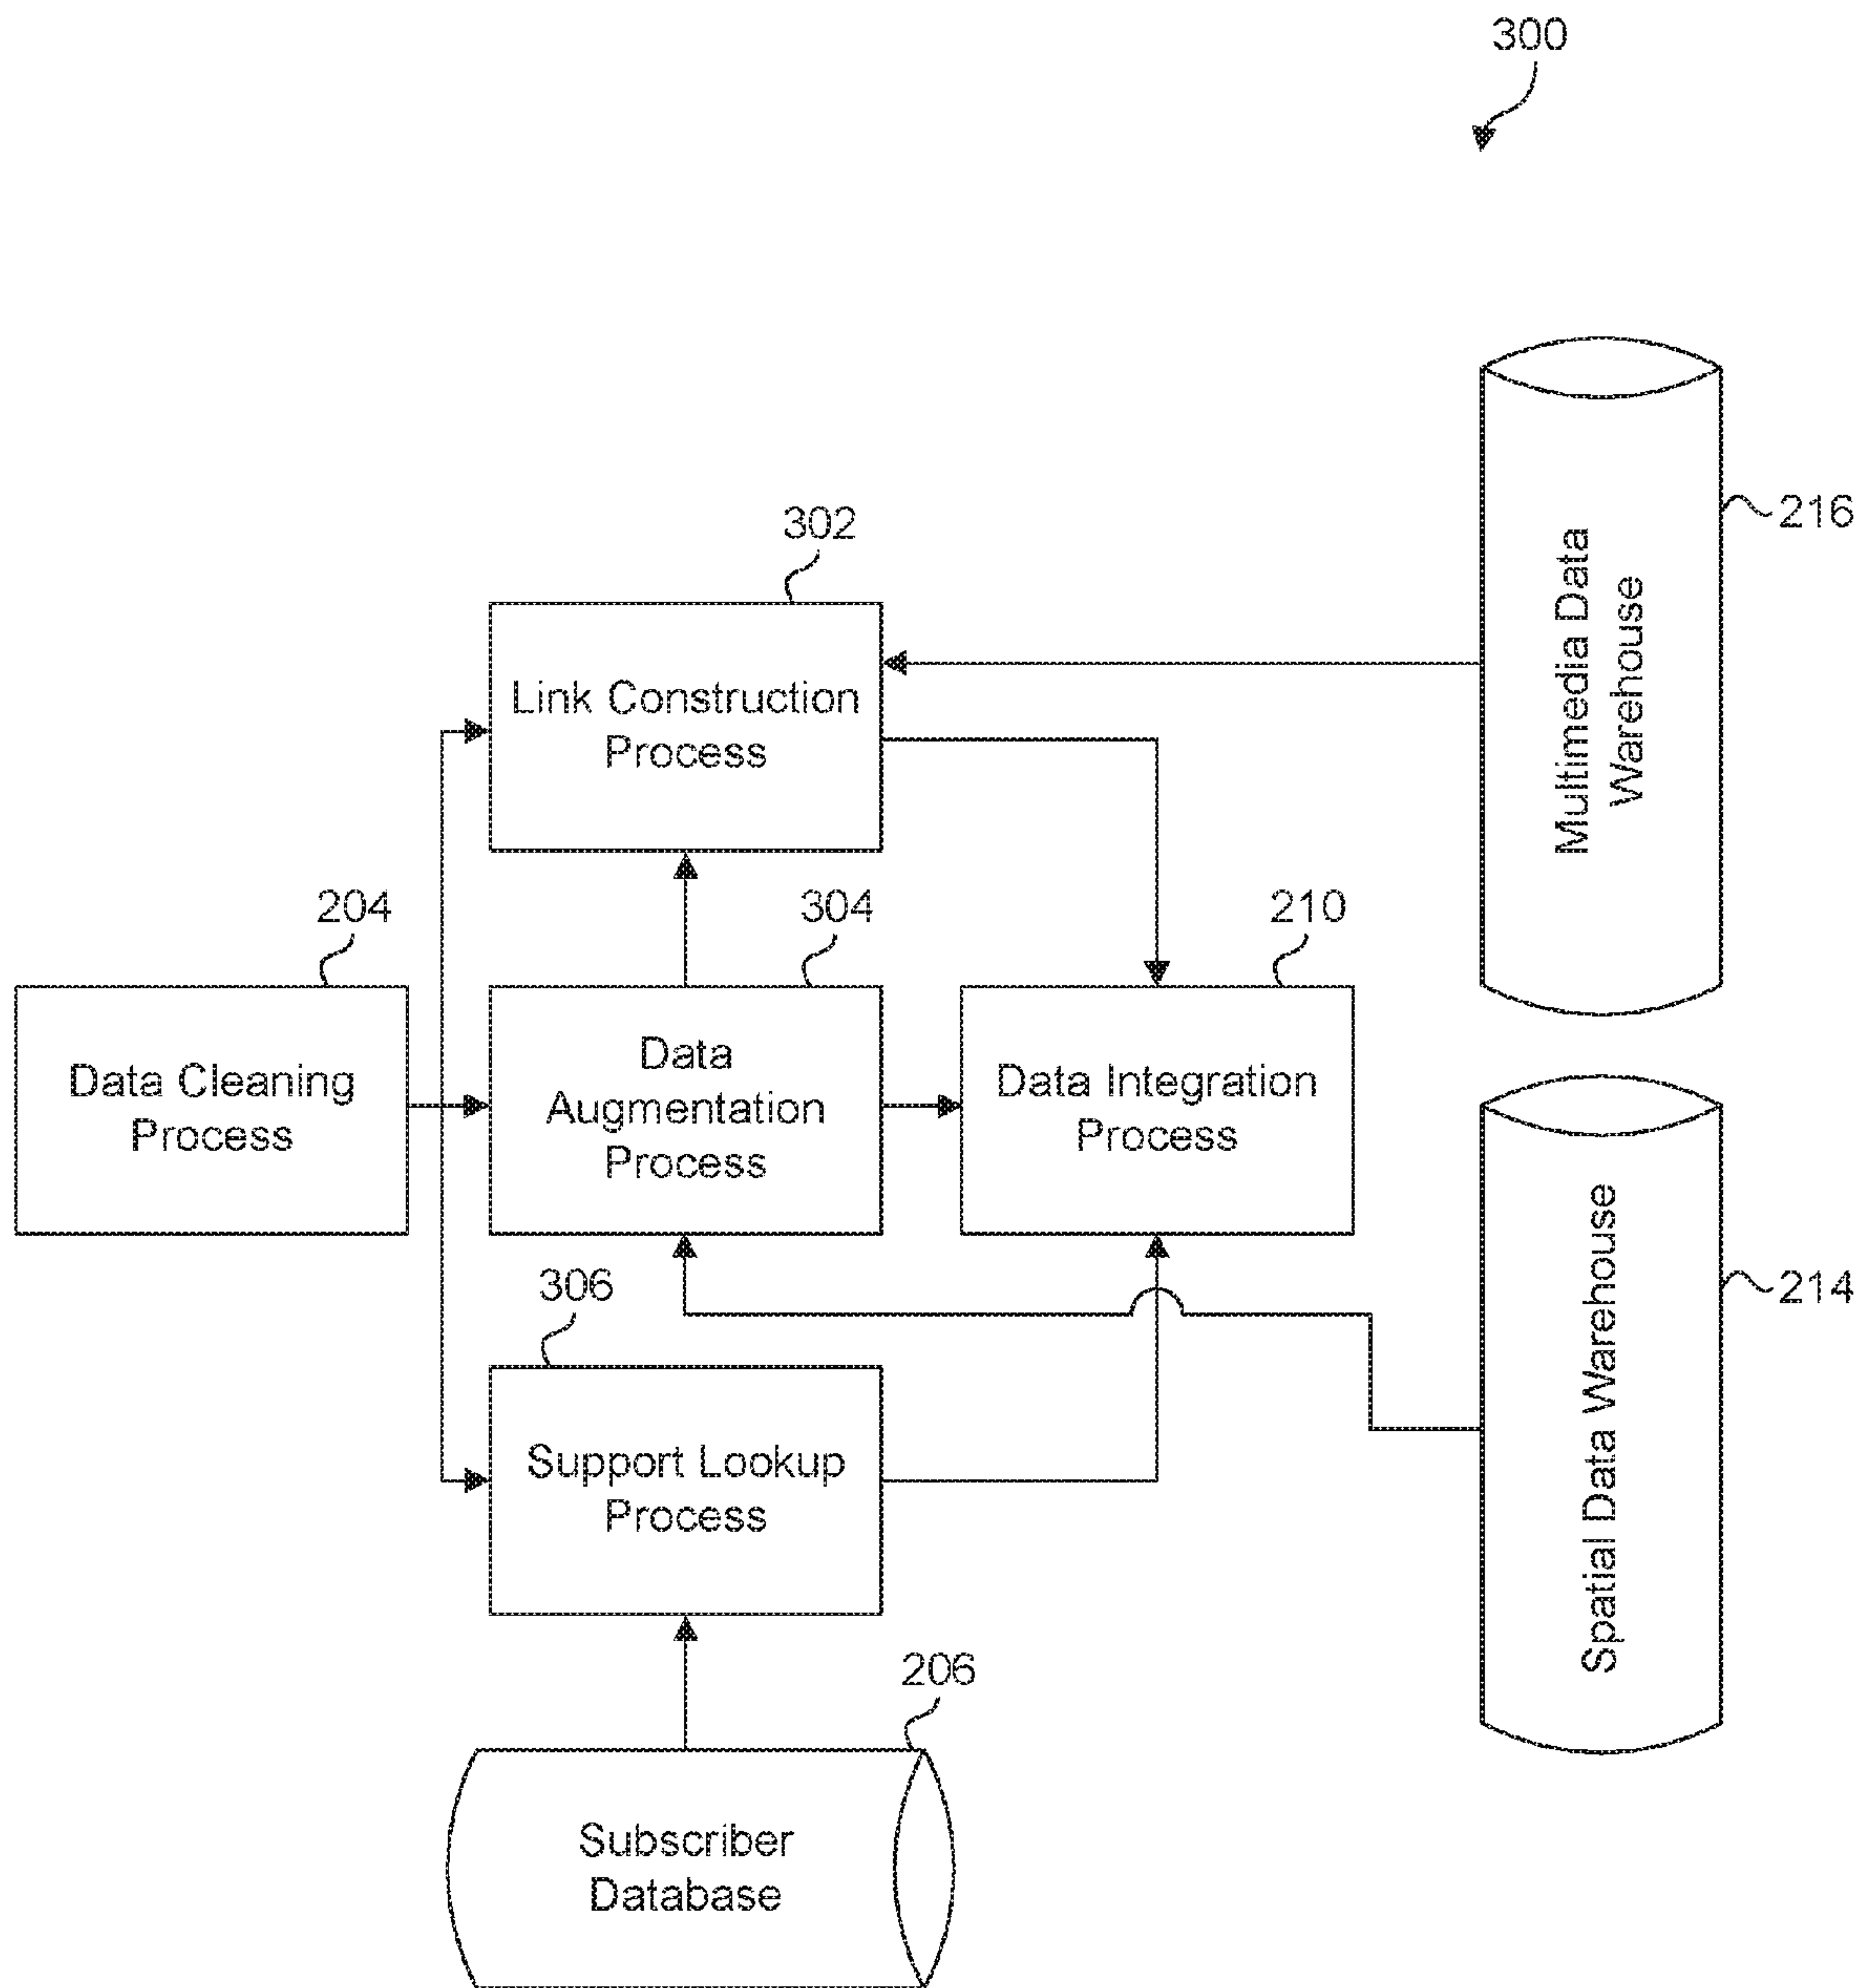 300
216
Multimedia Data
Warehouse
302
Link Construction
Process
204
304
210
Data Cleaning
Process
Data
Augmentation
Process
Data Integration
Process
214
Spatial Data Warehouse
306
Support Lookup
Process
206
Subscriber
Database